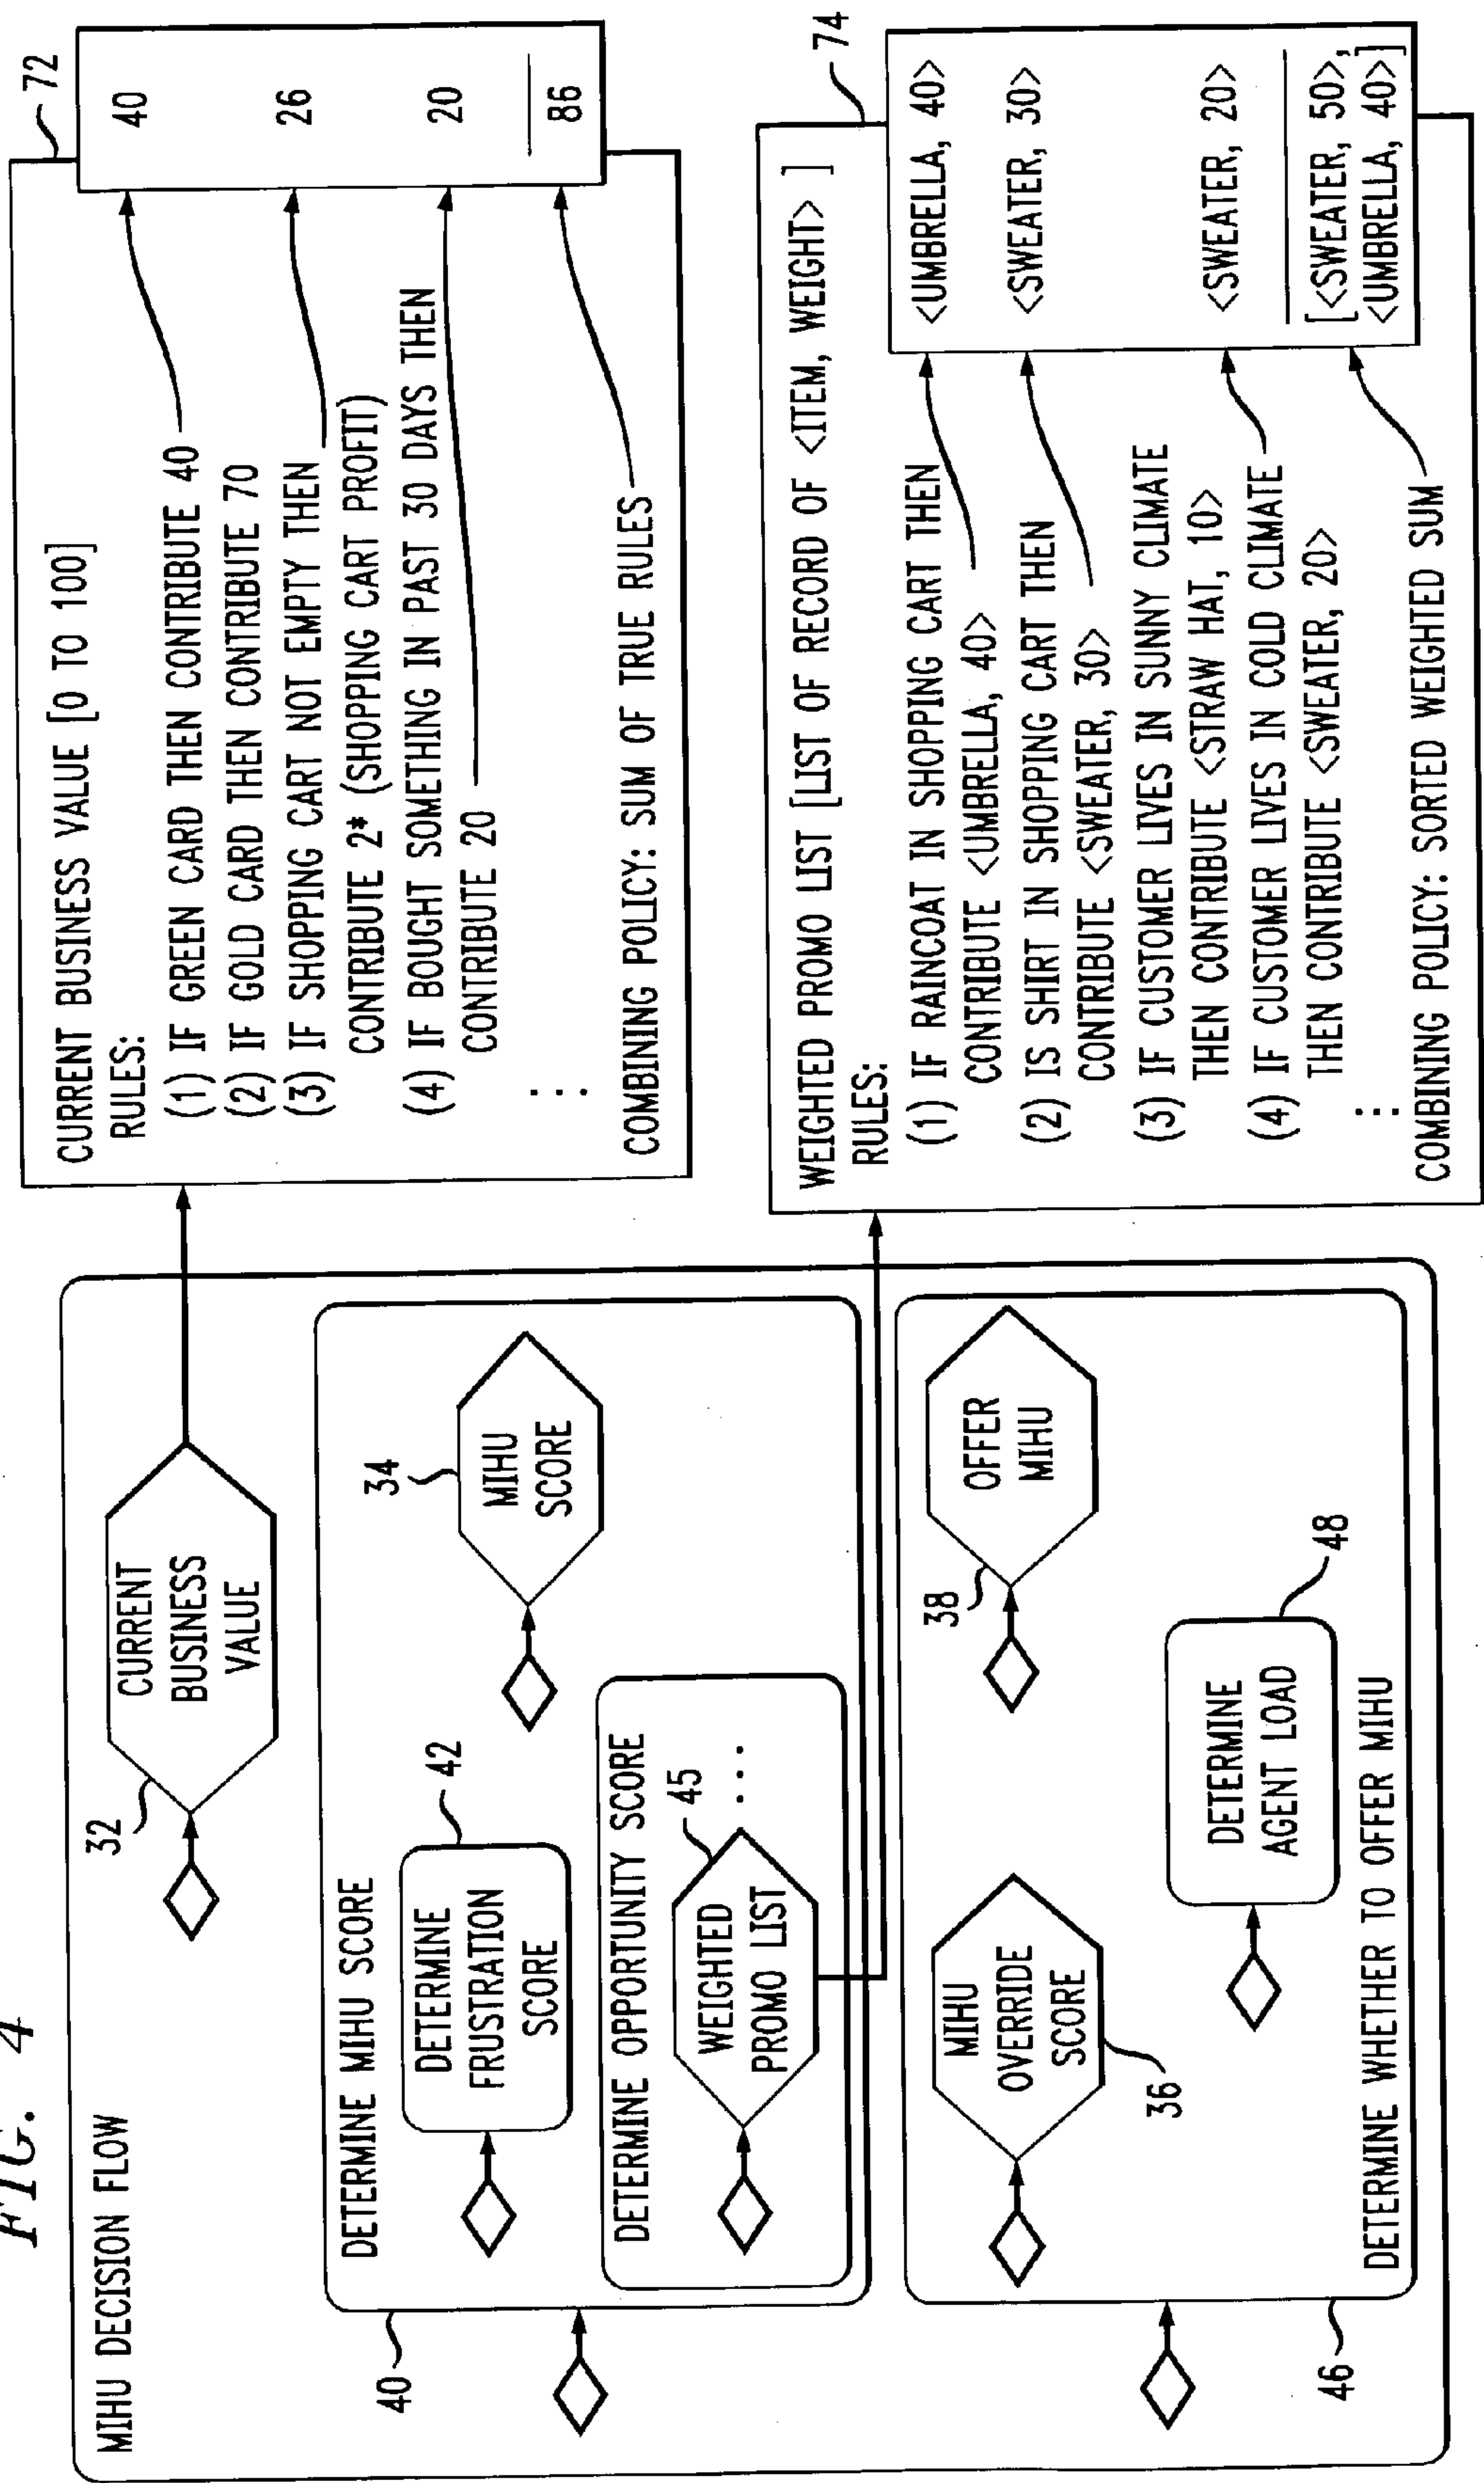 FIG. 4
MIHU DECISION FLOW
32
CURRENT
BUSINESS
VALUE
40
DETERMINE MIHU SCORE
42
DETERMINE
FRUSTRATION
SCORE
34
MIHU
SCORE
DETERMINE OPPORTUNITY SCORE
45
WEIGHTED
PROMO LIST
....
MIHU
OVERRIDE
SCORE
36
38
OFFER
MIHU
DETERMINE
AGENT LOAD
48
DETERMINE WHETHER TO OFFER MIHU
46
72
CURRENT BUSINESS VALUE [0 TO 100]
RULES:
(1) IF GREEN CARD THEN CONTRIBUTE 40
(2) IF GOLD CARD THEN CONTRIBUTE 70
(3) IF SHOPPING CART NOT EMPTY THEN
CONTRIBUTE 2* (SHOPPING CART PROFIT)
(4) IF BOUGHT SOMETHING IN PAST 30 DAYS THEN
CONTRIBUTE 20
COMBINING POLICY: SUM OF TRUE RULES
40
26
20
86
74
WEIGHTED PROMO LIST [LIST OF RECORD OF <ITEM, WEIGHT> ]
RULES:
(1) IF RAINCOAT IN SHOPPING CART THEN
CONTRIBUTE <UMBRELLA, 40>
(2) IS SHIRT IN SHOPPING CART THEN
CONTRIBUTE <SWEATER, 30>
(3) IF CUSTOMER LIVES IN SUNNY CLIMATE
THEN CONTRIBUTE <STRAW HAT, 10>
(4) IF CUSTOMER LIVES IN COLD CLIMATE
THEN CONTRIBUTE <SWEATER, 20>
COMBINING POLICY: SORTED WEIGHTED SUM
<UMBRELLA, 40>
<SWEATER, 30>
<SWEATER, 20>
[<SWEATER, 50>,
<UMBRELLA, 40>]